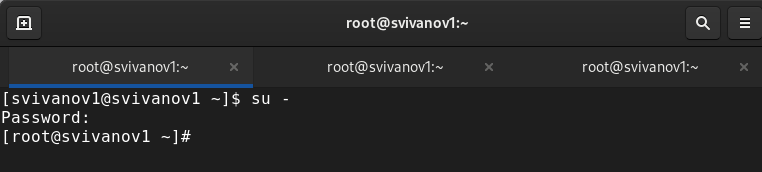 root@svivanov1:~
root@svivanov1:~ × root@svivanov1:~ × root@svivanov1:~ ×
[svivanov1@svivanov1 ~]$ su -
Password:
[root@svivanov1 ~]#